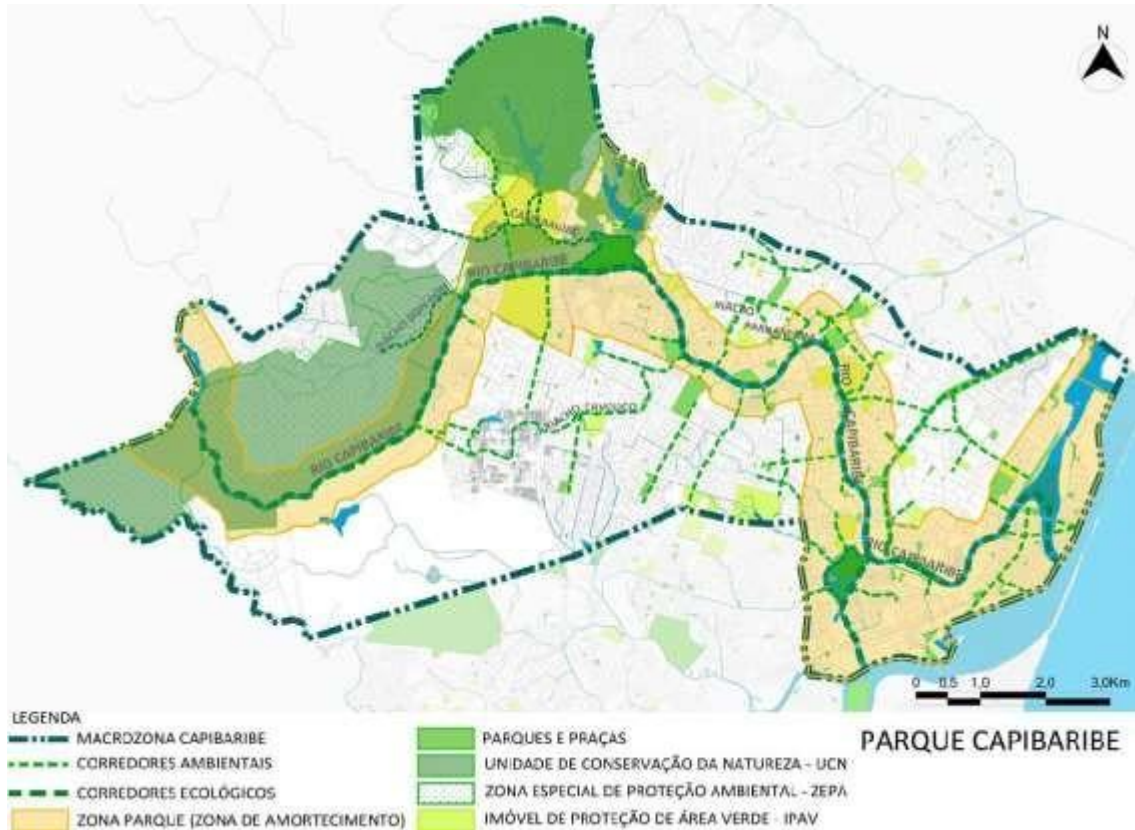 N
CAPIBARIBE
RIO CAPIBARIBE
RIACHO
PARNAMIRIM
RIO CAPIBARIBE
RIO CAPIBARIBE
RIO CAPIBARIBE
0 0,5 1,0 2,0 3,0Km
PARQUE CAPIBARIBE
LEGENDA
MACROZONA CAPIBARIBE
CORREDORES AMBIENTAIS
CORREDORES ECOLÓGICOS
ZONA PARQUE (ZONA DE AMORTECIMENTO)
PARQUES E PRAÇAS
UNIDADE DE CONSERVAÇÃO DA NATUREZA - UCN
ZONA ESPECIAL DE PROTEÇÃO AMBIENTAL - ZEPA
IMÓVEL DE PROTEÇÃO DE ÁREA VERDE - IPAV